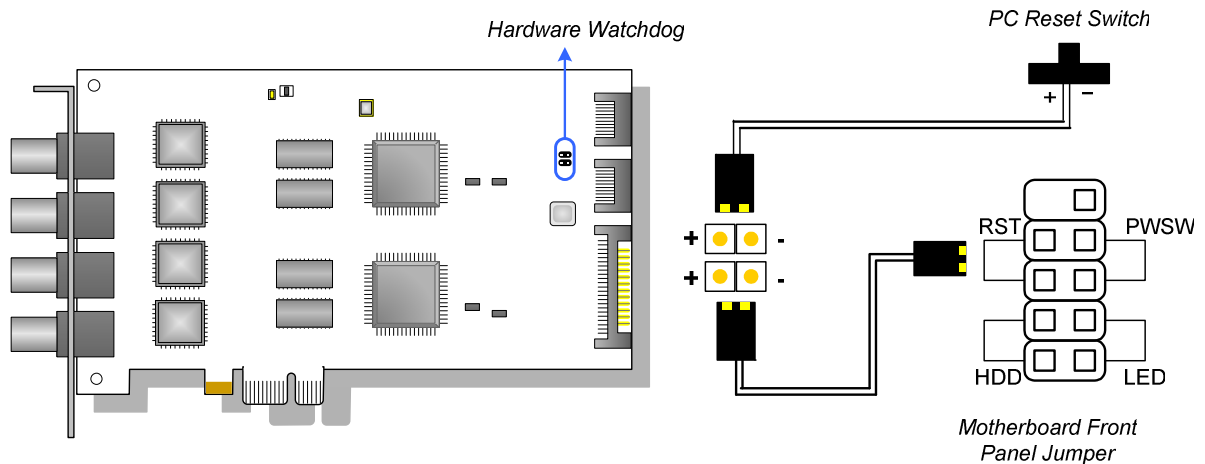 PC Reset Switch
Hardware Watchdog
+ -
+ -
+ -
RST PWSW
HDD LED
Motherboard Front
Panel Jumper